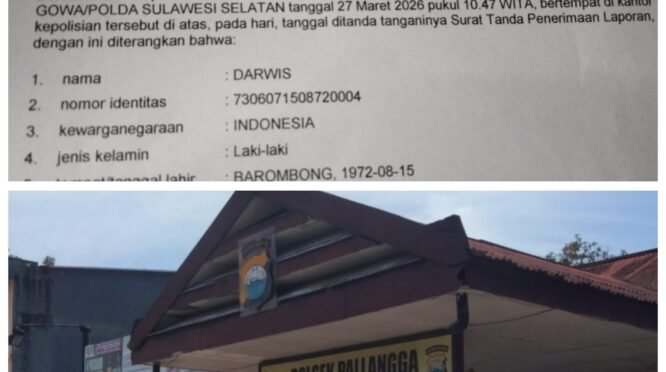 GOWA/POLDA SULAWESI SELATAN tanggal 27 Maret 2026 pukul 10.47 WITA, bertempat di kantor
kepolisian tersebut di atas, pada hari, tanggal ditanda tanganinya Surat Tanda Penerimaan Laporan,
dengan ini diterangkan bahwa:
1. nama : DARWIS
2. nomor identitas : 7306071508720004
3. kewarganegaraan : INDONESIA
4. jenis kelamin : Laki-laki
lahir : BAROMBONG, 1972-08-15
POLSEK PALLANGGA